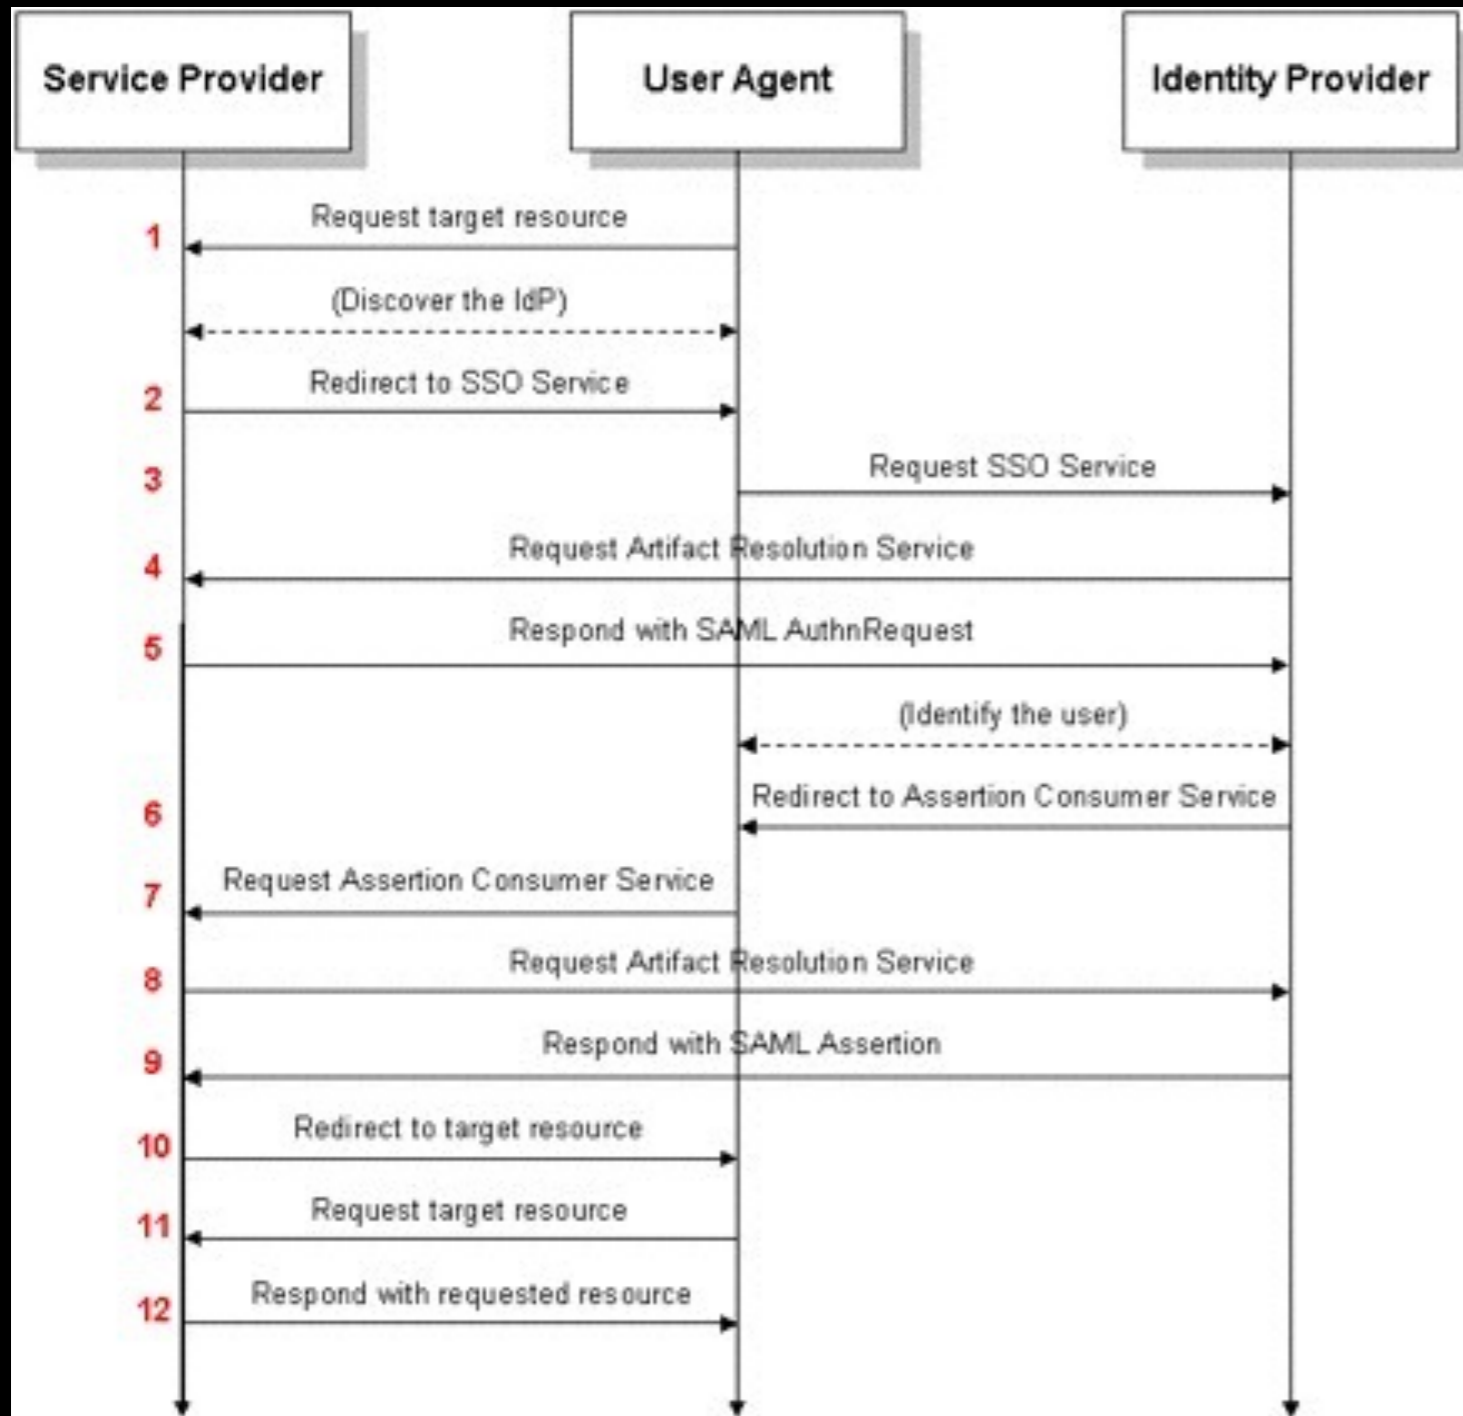 Service Provider
User Agent
Identity Provider
Request target resource
1
(Discover the IdP)
Redirect to SSO Service
2
Request SSO Service
3
Request Artifact Resolution Service
4
Respond with SAML AuthnRequest
5
(Identify the user)
Redirect to Assertion Consumer Service
6
Request Assertion Consumer Service
7
Request Artifact Resolution Service
8
Respond with SAML Assertion
9
Redirect to target resource
10
Request target resource
11
Respond with requested resource
12